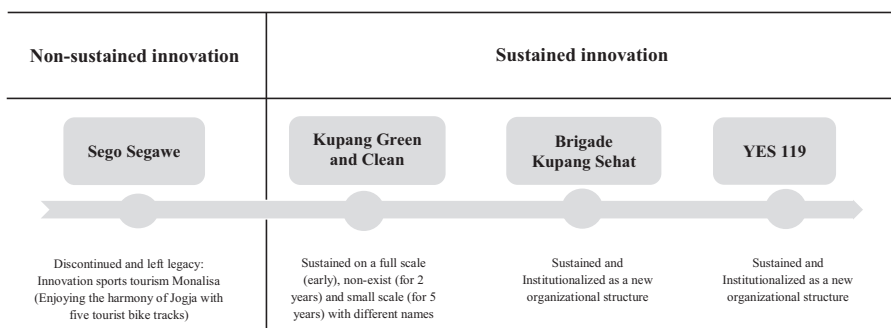 Non-sustained innovation
Sustained innovation
Sego Segawe
Kupang Green
and Clean
Brigade
Kupang Sehat
YES 119
Discontinued and left legacy:
Innovation sports tourism Monalisa
(Enjoying the harmony of Jogja with
five tourist bike tracks)
Sustained on a full scale
(early), non-exist (for 2
years) and small scale (for 5
years) with different names
Sustained and
Institutionalized as a new
organizational structure
Sustained and
Institutionalized as a new
organizational structure